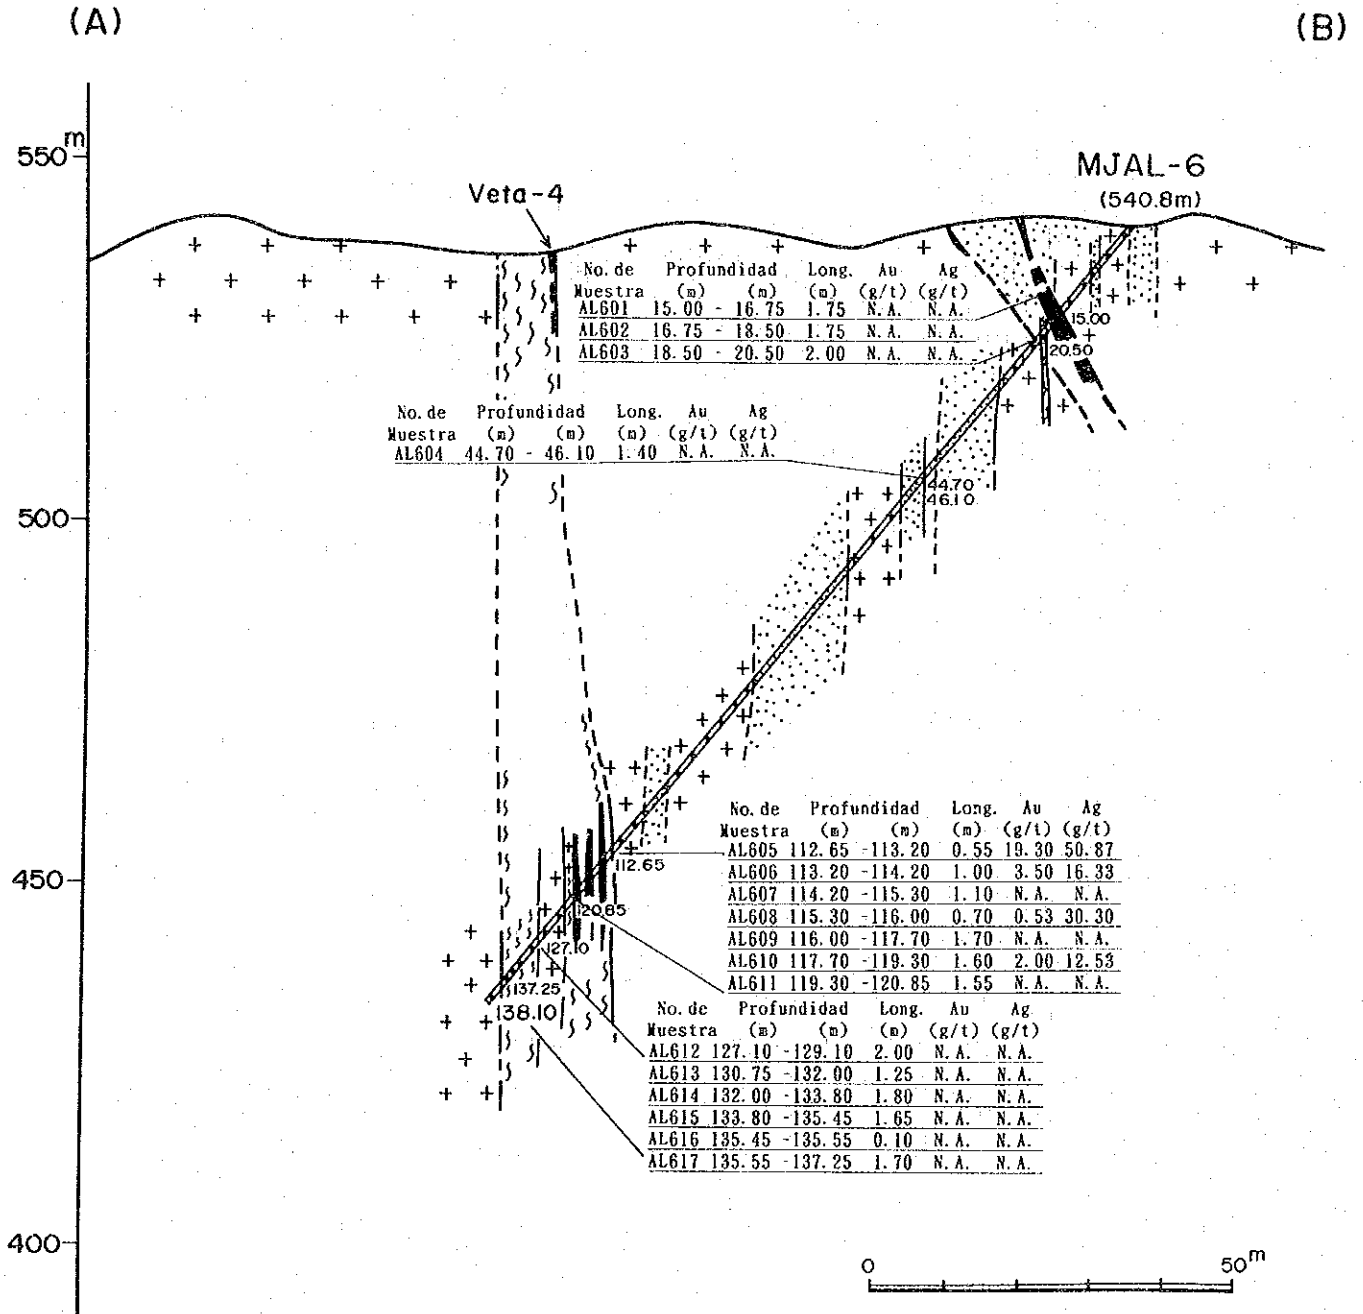 (A)
(B)
550m
MJAL-6
(540.8m)
Veta-4
No. de Profundidad Long. Au Ag
Muestra (m) (m) (m) (g/t) (g/t)
AL601 15.00 - 16.75 1.75 N.A. N.A.
AL602 16.75 - 18.50 1.75 N.A. N.A.
AL603 18.50 - 20.50 2.00 N.A. N.A.
15.00
20.50
No. de Profundidad Long. Au Ag
Muestra (m) (m) (m) (g/t) (g/t)
AL604 44.70 - 46.10 1.40 N.A. N.A.
44.70
46.10
500
No. de Profundidad Long. Au Ag
Muestra (m) (m) (m) (g/t) (g/t)
AL605 112.65 -113.20 0.55 19.30 50.87
AL606 113.20 -114.20 1.00 3.50 16.33
AL607 114.20 -115.30 1.10 N.A. N.A.
AL608 115.30 -116.00 0.70 0.53 30.30
AL609 116.00 -117.70 1.70 N.A. N.A.
AL610 117.70 -119.30 1.60 2.00 12.53
AL611 119.30 -120.85 1.55 N.A. N.A.
112.65
450
120.85
127.10
137.25
138.10
No. de Profundidad Long. Au Ag
Muestra (m) (m) (m) (g/t) (g/t)
AL612 127.10 -129.10 2.00 N.A. N.A.
AL613 130.75 -132.00 1.25 N.A. N.A.
AL614 132.00 -133.80 1.80 N.A. N.A.
AL615 133.80 -135.45 1.65 N.A. N.A.
AL616 135.45 -135.55 0.10 N.A. N.A.
AL617 135.55 -137.25 1.70 N.A. N.A.
400
0 50m